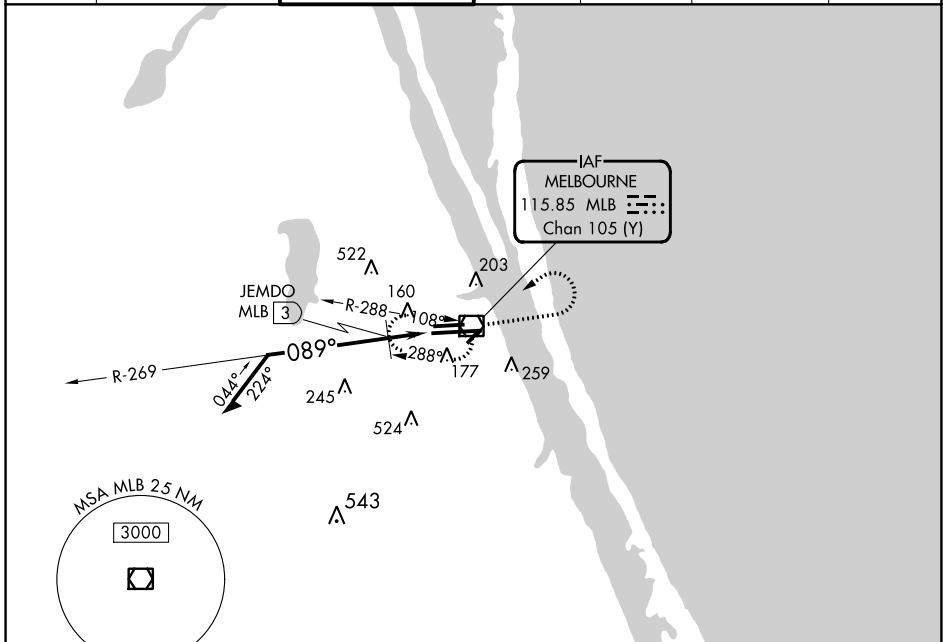 IAF
MELBOURNE
115.85 MLB
Chan 105 (Y)
522
203
160
JEMDO
MLB 3
R-288
108°
089°
288°
R-269
177
259
044°
224°
245
524
543
MSA MLB 25 NM
3000